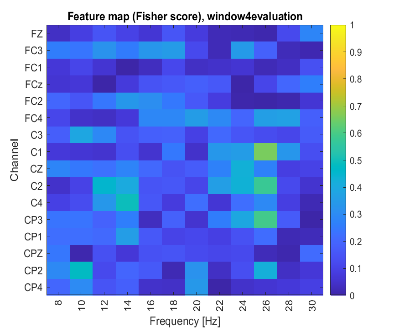 Feature map (Fisher score), window4evaluation
Channel
FZ
FC3
FC1
FCz
FC2
FC4
C3
C1
CZ
C2
C4
CP3
CP1
CPZ
CP2
CP4
8 10 12 14 16 18 20 22 24 26 28 30
Frequency [Hz]
1
0.9
0.8
0.7
0.6
0.5
0.4
0.3
0.2
0.1
0